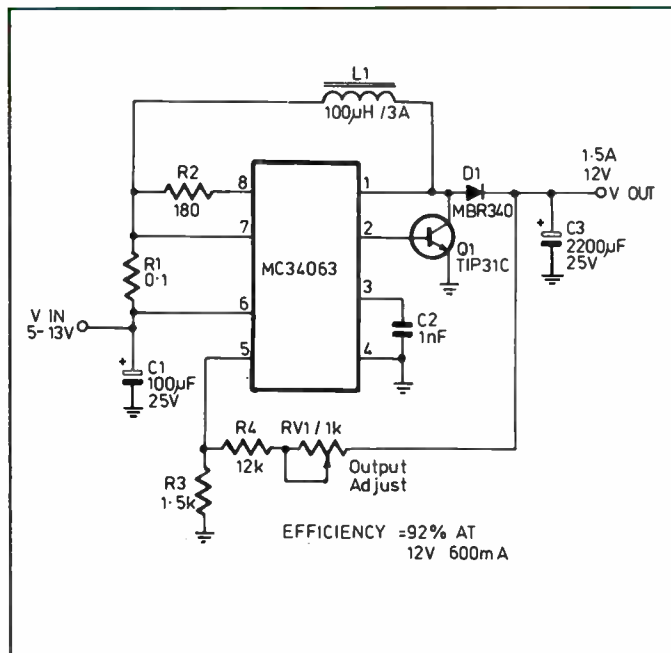 L1
100µH/3A
R2
180
8
1
D1
MBR340
1·5A
12V
V OUT
7
2
Q1
TIP31C
C3
2200µF
25V
+
MC34063
R1
0·1
3
6
V IN
5-13V
C2
1nF
5
4
+
C1
100µF
25V
R4
12k
RV1/1k
Output
Adjust
R3
1·5k
EFFICIENCY =92% AT
12V 600mA